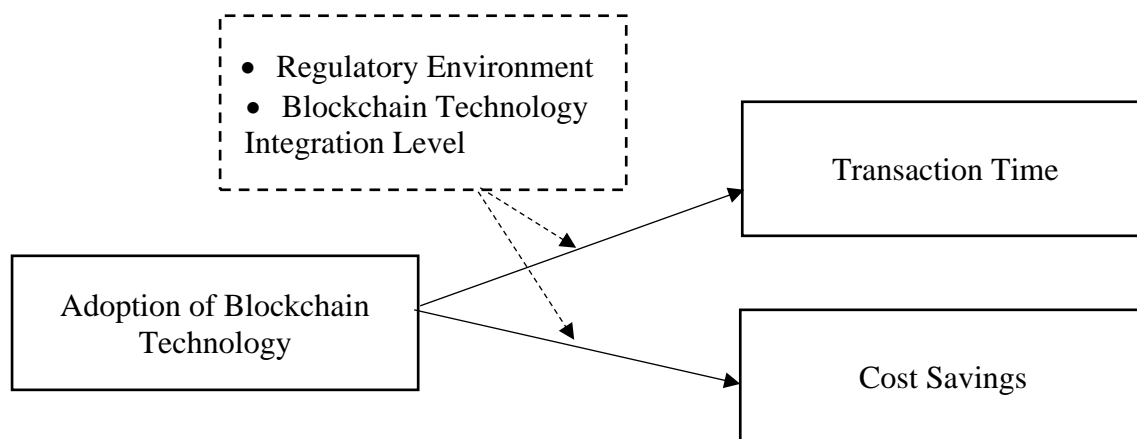 • Regulatory Environment
• Blockchain Technology
Integration Level
Transaction Time
Adoption of Blockchain
Technology
Cost Savings